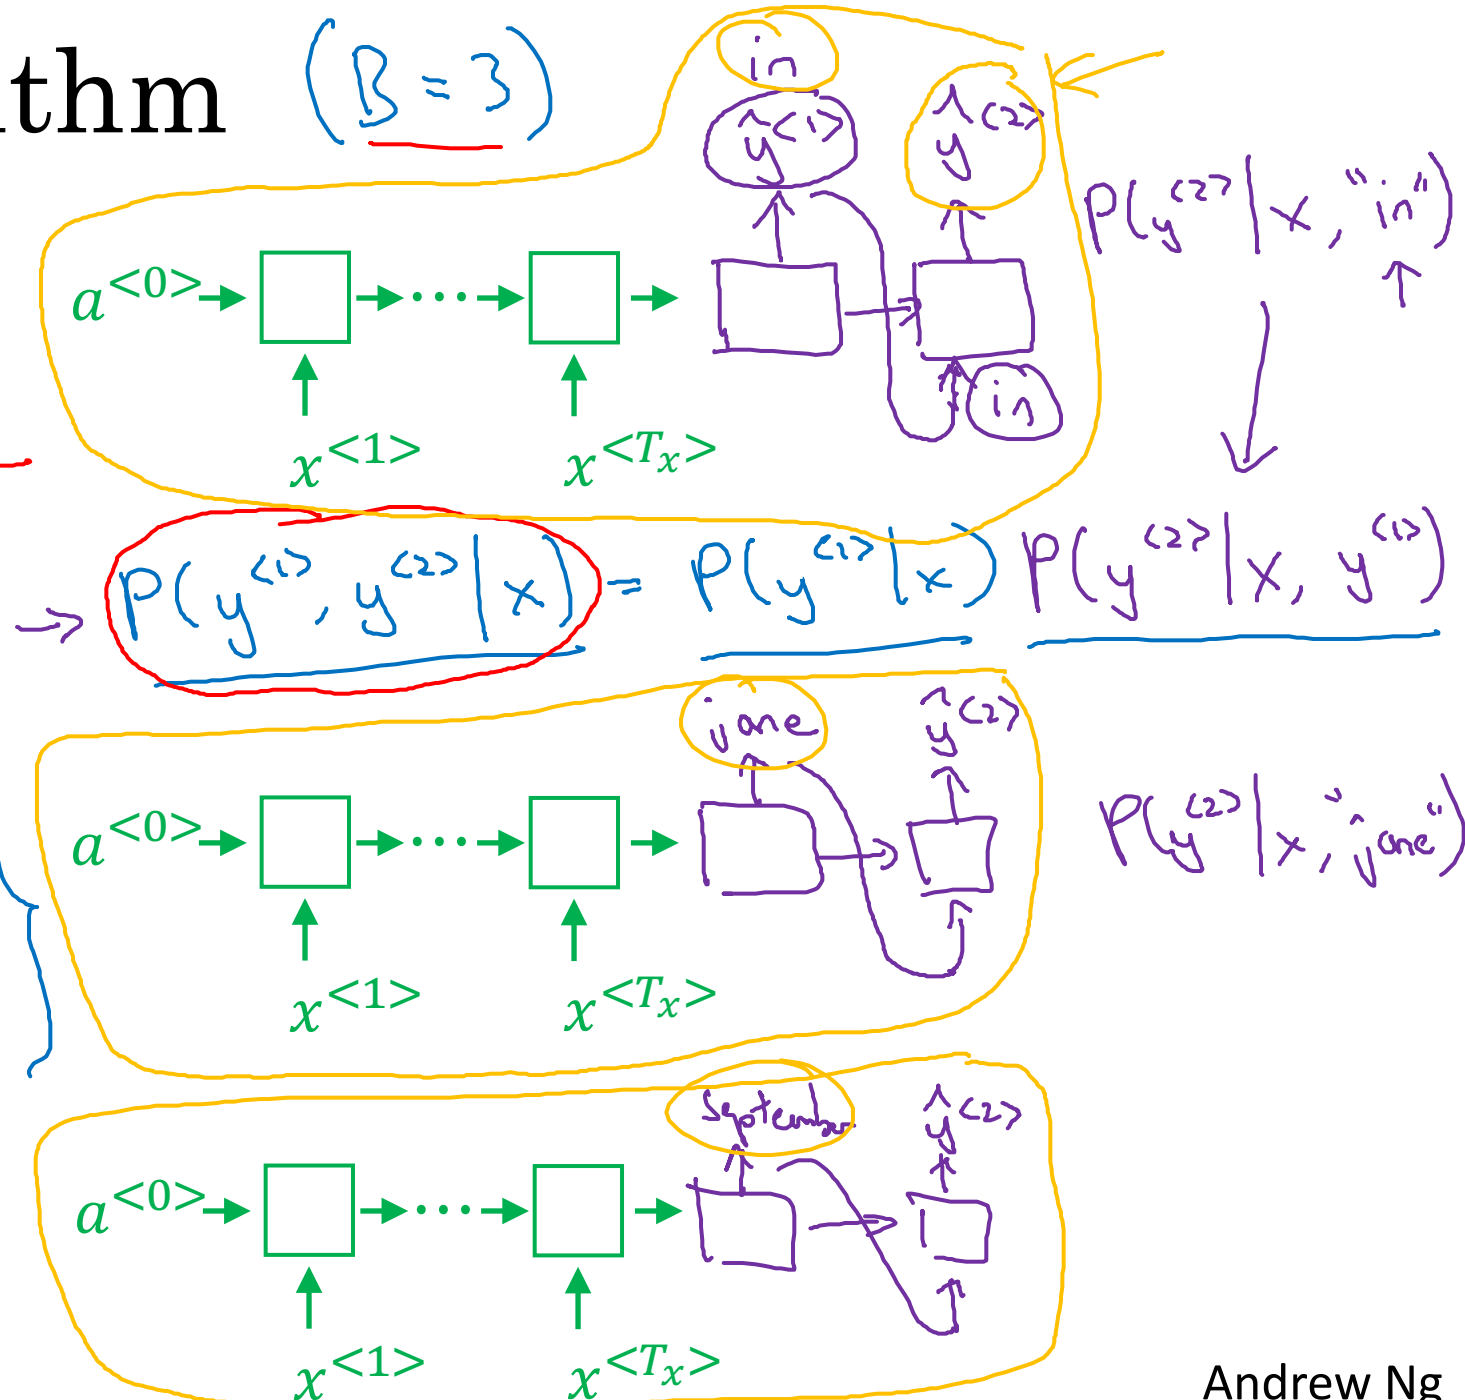 ithm (B = 3)
in
ŷ<1> ŷ<2>
P(y<2> | x, "in")
a<0> ...
in
x<1> x<Tx>
P(y<1>, y<2> | x) = P(y<1> | x) P(y<2> | x, y<1>)
jane ŷ<2>
a<0> ...
P(y<2> | x, "jane")
x<1> x<Tx>
september ŷ<2>
a<0> ...
x<1> x<Tx>
Andrew Ng